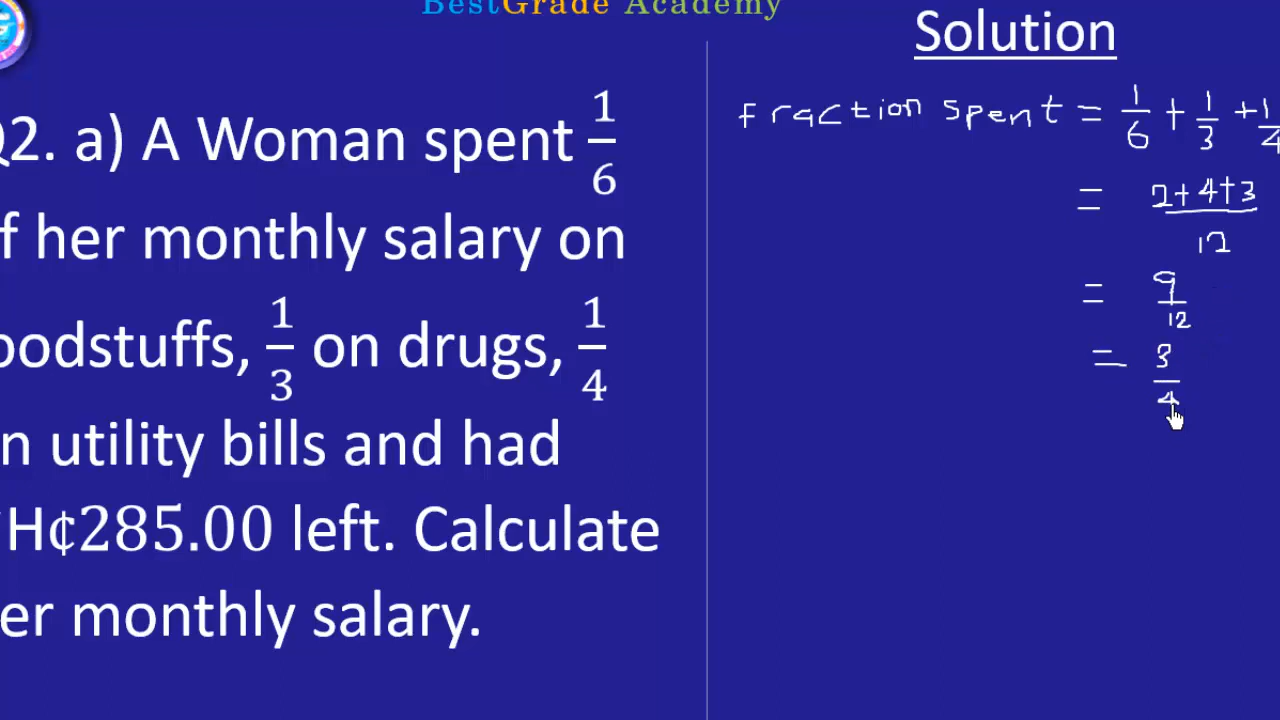 BestGrade Academy
Q2. a) A Woman spent 1/6
f her monthly salary on
oodstuffs, 1/3 on drugs, 1/4
n utility bills and had
H¢285.00 left. Calculate
er monthly salary.
Solution
fraction spent = 1/6 + 1/3 + 1/4
= 2+4+3/12
= 9/12
= 3/4